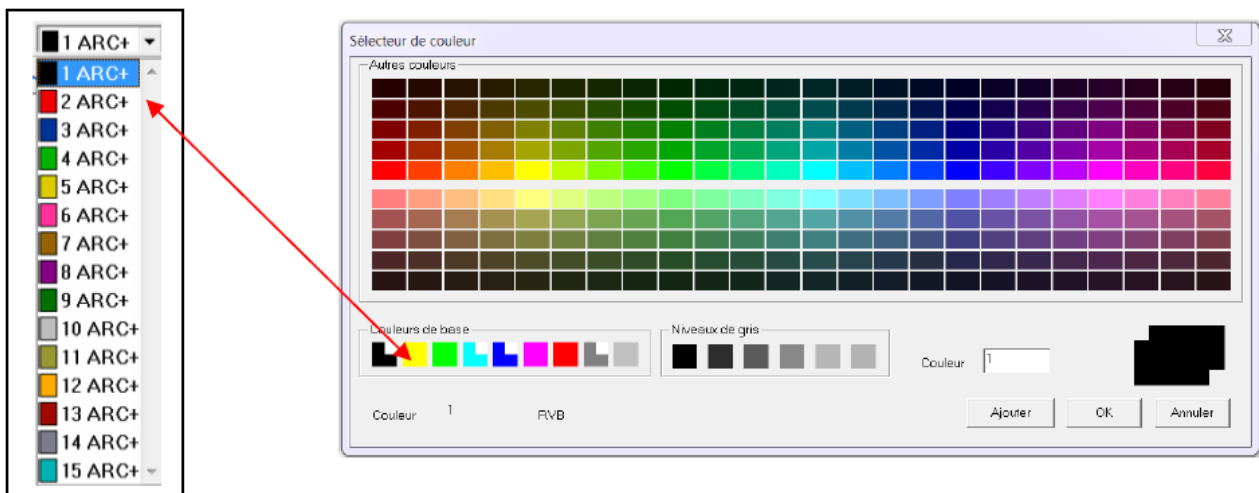 1 ARC+
1 ARC+
2 ARC+
3 ARC+
4 ARC+
5 ARC+
6 ARC+
7 ARC+
8 ARC+
9 ARC+
10 ARC+
11 ARC+
12 ARC+
13 ARC+
14 ARC+
15 ARC+
Sélecteur de couleur
Autres couleurs
Couleurs de base
Niveaux de gris
Couleur 1
Couleur 1 RVB
Ajouter OK Annuler